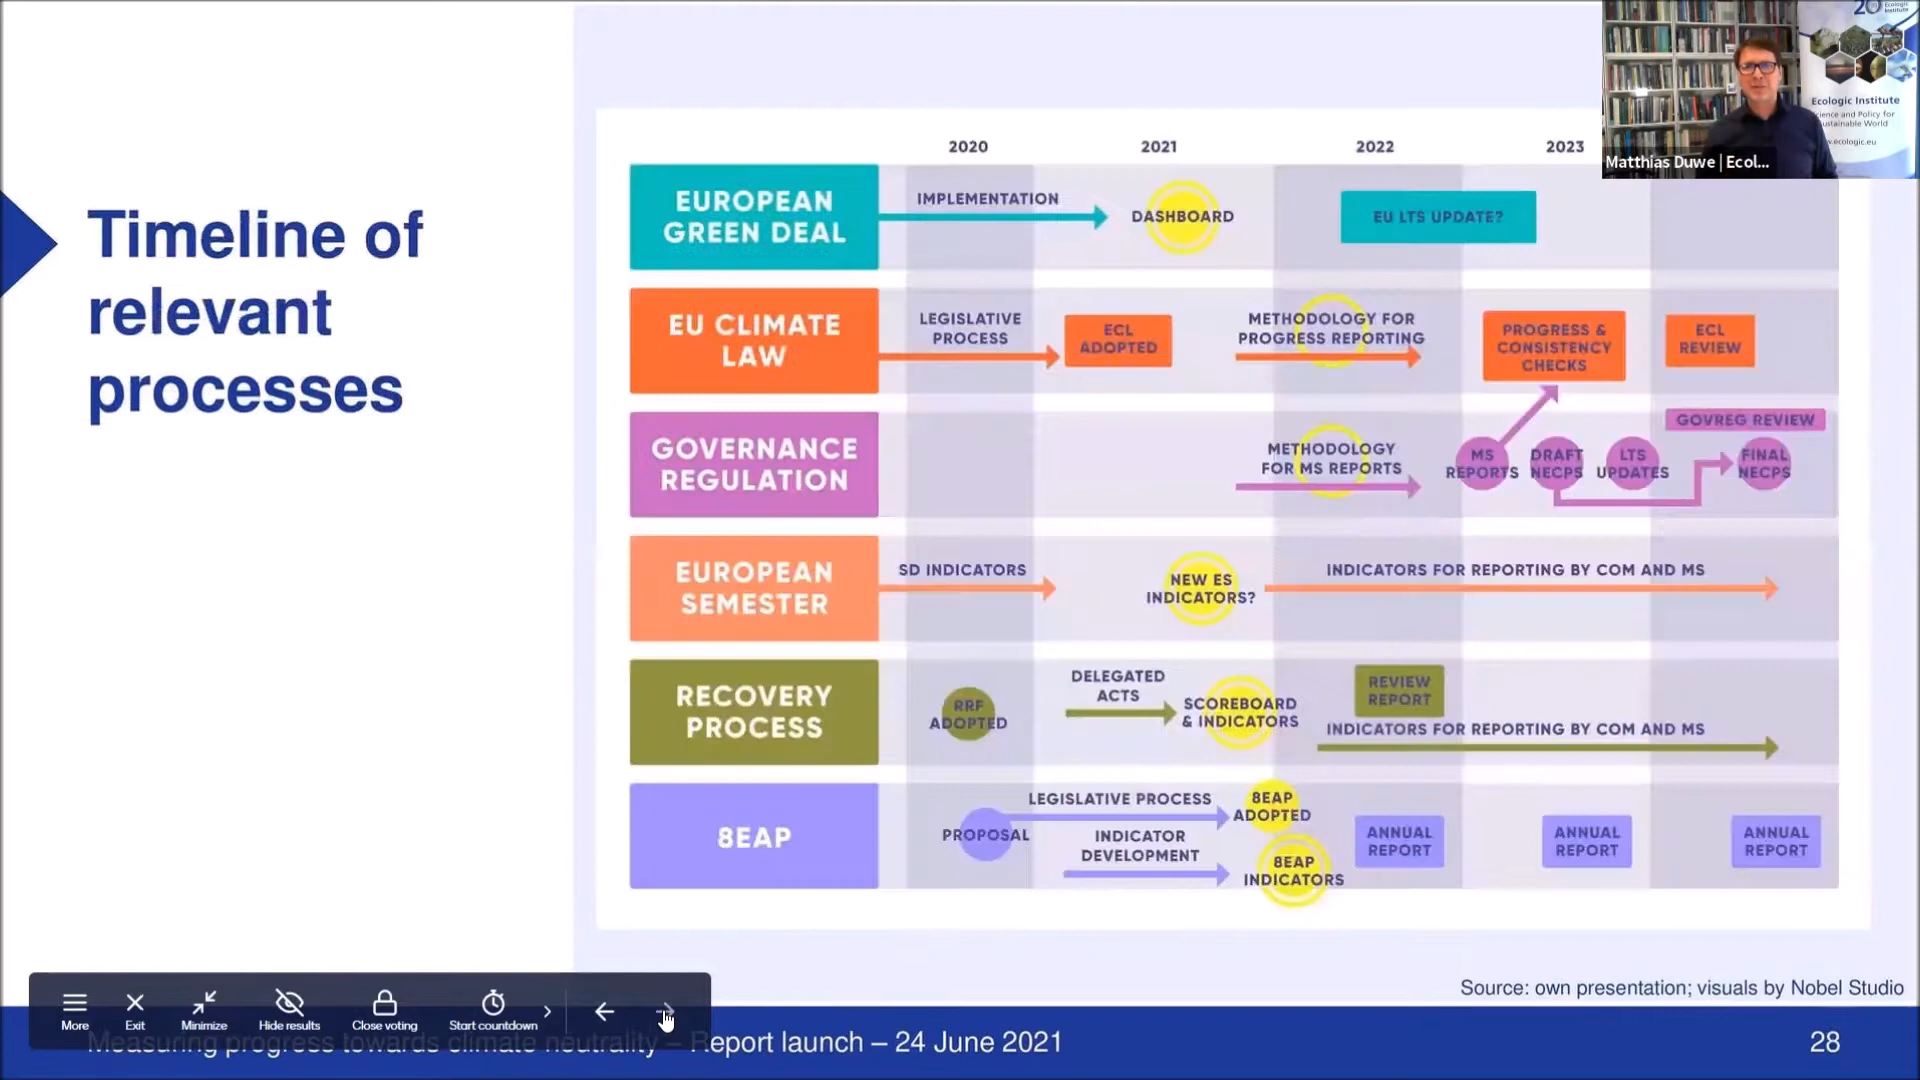 Timeline of
relevant
processes
2020
2021
2022
2023
EUROPEAN
GREEN DEAL
IMPLEMENTATION
DASHBOARD
EU LTS UPDATE?
EU CLIMATE
LAW
LEGISLATIVE
PROCESS
ECL
ADOPTED
METHODOLOGY FOR
PROGRESS REPORTING
PROGRESS &
CONSISTENCY
CHECKS
ECL
REVIEW
GOVERNANCE
REGULATION
METHODOLOGY
FOR MS REPORTS
MS
REPORTS
DRAFT
NECPS
LTS
UPDATES
GOVREG REVIEW
FINAL
NECPS
EUROPEAN
SEMESTER
SD INDICATORS
NEW ES
INDICATORS?
INDICATORS FOR REPORTING BY COM AND MS
RECOVERY
PROCESS
RRF
ADOPTED
DELEGATED
ACTS
SCOREBOARD
& INDICATORS
REVIEW
REPORT
INDICATORS FOR REPORTING BY COM AND MS
8EAP
PROPOSAL
LEGISLATIVE PROCESS
INDICATOR
DEVELOPMENT
8EAP
ADOPTED
8EAP
INDICATORS
ANNUAL
REPORT
ANNUAL
REPORT
ANNUAL
REPORT
Ecologic Institute
Science and Policy for
ustainable World
w.ecologic.eu
Matthias Duwe | Ecol...
Source: own presentation; visuals by Nobel Studio
More
Exit
Minimize
Hide results
Close voting
Start countdown
Measuring progress towards climate neutrality – Report launch – 24 June 2021
28